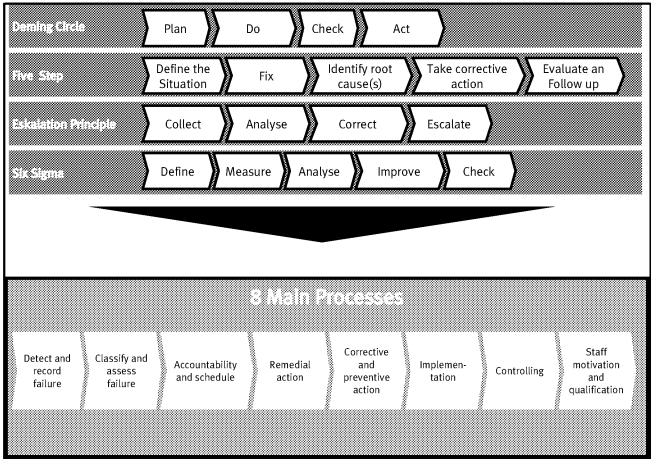 Deming Circle
Plan
Do
Check
Act
Five Step
Define the
Situation
Fix
Identify root
cause(s)
Take corrective
action
Evaluate an
Follow up
Eskalation Principle
Collect
Analyse
Correct
Escalate
Six Sigma
Define
Measure
Analyse
Improve
Check
8 Main Processes
Detect and
record
failure
Classify and
assess
failure
Accountability
and schedule
Remedial
action
Corrective
and
preventive
action
Implemen-
tation
Controlling
Staff
motivation
and
qualification